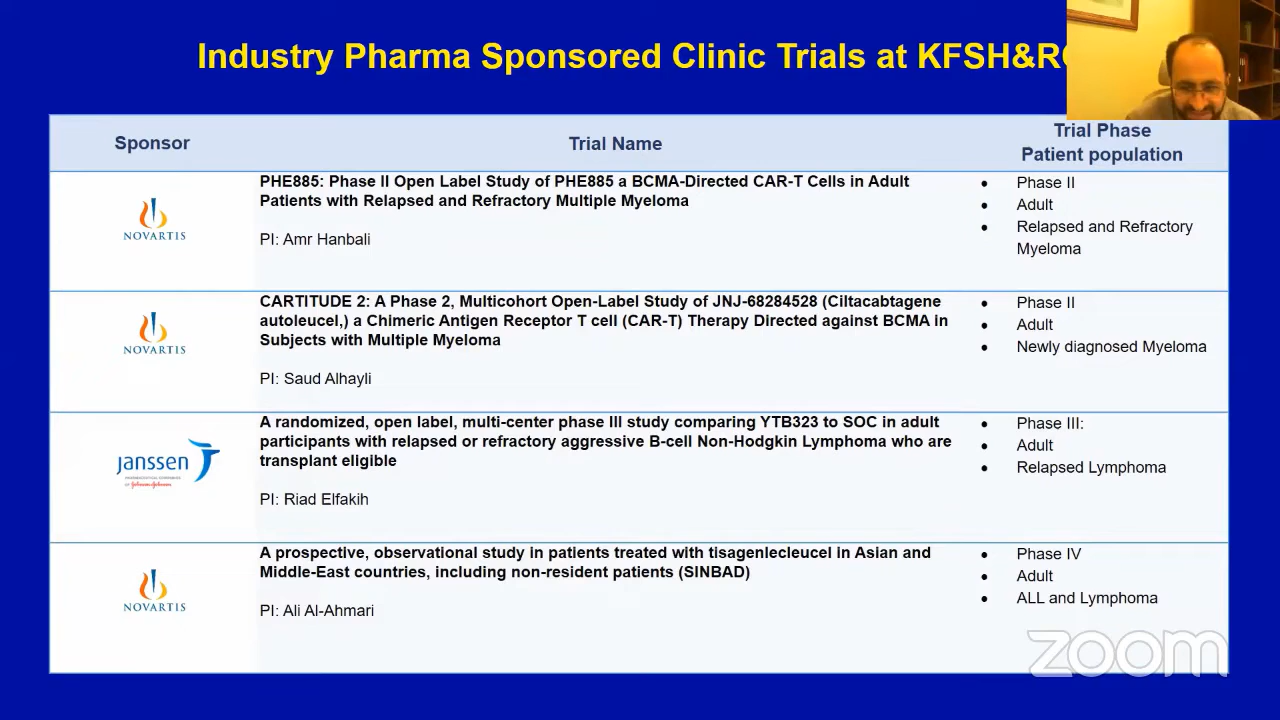 Industry Pharma Sponsored Clinic Trials at KFSH&R
Sponsor
Trial Name
Trial Phase
Patient population
NOVARTIS
PHE885: Phase II Open Label Study of PHE885 a BCMA-Directed CAR-T Cells in Adult
Patients with Relapsed and Refractory Multiple Myeloma
PI: Amr Hanbali
• Phase II
• Adult
• Relapsed and Refractory
Myeloma
NOVARTIS
CARTITUDE 2: A Phase 2, Multicohort Open-Label Study of JNJ-68284528 (Ciltacabtagene
autoleucel,) a Chimeric Antigen Receptor T cell (CAR-T) Therapy Directed against BCMA in
Subjects with Multiple Myeloma
PI: Saud Alhayli
• Phase II
• Adult
• Newly diagnosed Myeloma
Janssen
PHARMACEUTICAL COMPANIES
OF Johnson&Johnson
A randomized, open label, multi-center phase III study comparing YTB323 to SOC in adult
participants with relapsed or refractory aggressive B-cell Non-Hodgkin Lymphoma who are
transplant eligible
PI: Riad Elfakih
• Phase III:
• Adult
• Relapsed Lymphoma
NOVARTIS
A prospective, observational study in patients treated with tisagenlecleucel in Asian and
Middle-East countries, including non-resident patients (SINBAD)
PI: Ali Al-Ahmari
• Phase IV
• Adult
• ALL and Lymphoma
zoom